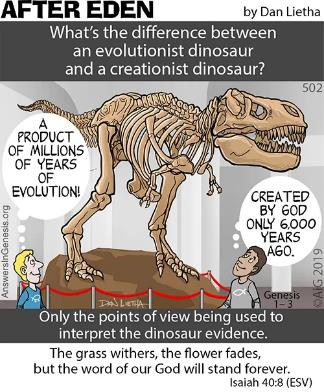 AFTER EDEN
by Dan Lietha
What's the difference between
an evolutionist dinosaur
and a creationist dinosaur?
502
A
PRODUCT
OF MILLIONS
OF YEARS
OF
EVOLUTION!
CREATED
BY GOD
ONLY 6,000
YEARS
AGO.
AnswersInGenesis.org
DAN LIETHA
Genesis
1–3
©AiG 2019
Only the points of view being used to
interpret the dinosaur evidence.
The grass withers, the flower fades,
but the word of our God will stand forever.
Isaiah 40:8 (ESV)